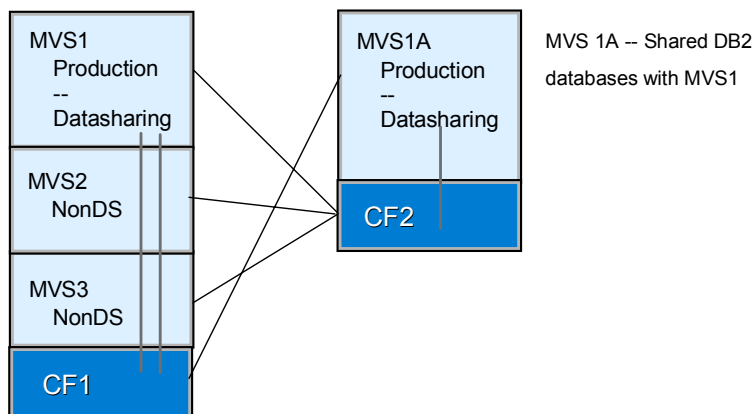 MVS1
Production
--
Datasharing
MVS2
NonDS
MVS3
NonDS
CF1
MVS1A
Production
--
Datasharing
CF2
MVS 1A -- Shared DB2
databases with MVS1